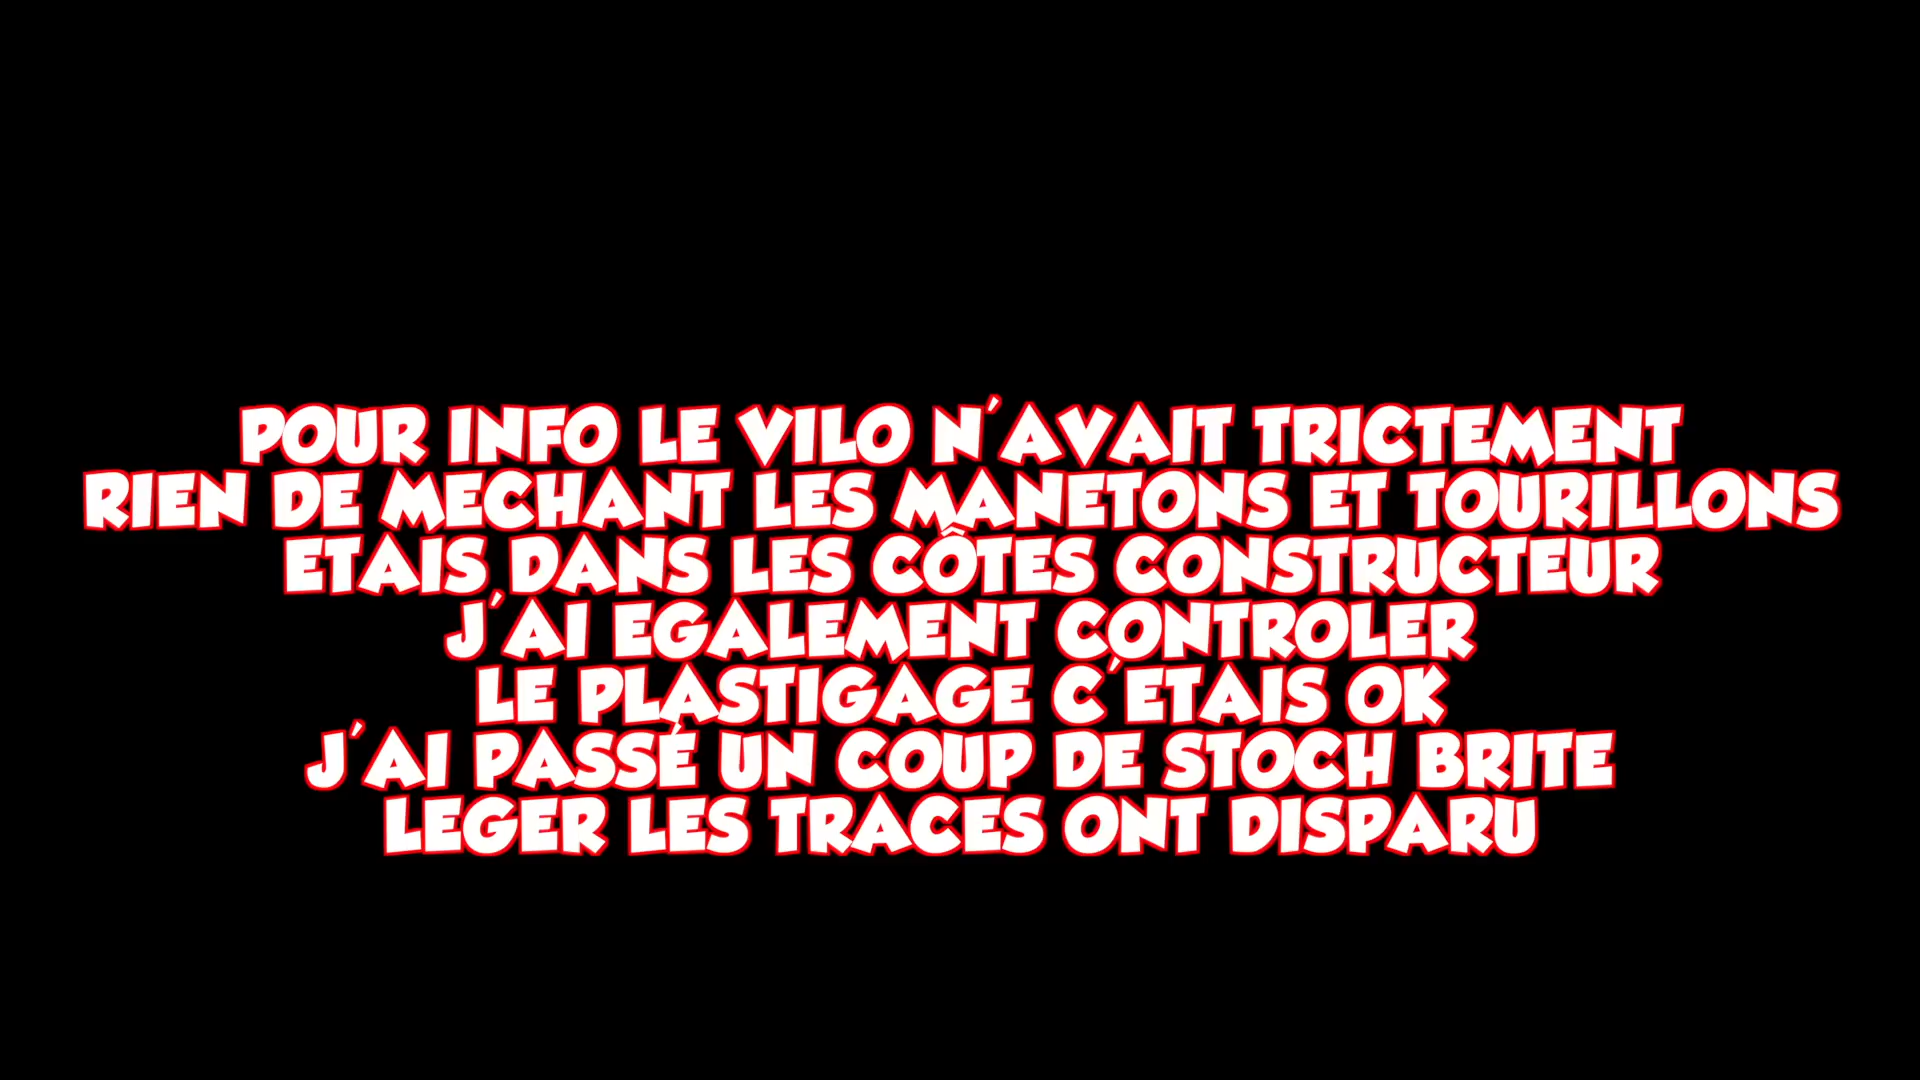 POUR INFO LE VILO N'AVAIT TRICTEMENT
RIEN DE MECHANT LES MANETONS ET TOURILLONS
ETAIS DANS LES CÔTES CONSTRUCTEUR
J'AI EGALEMENT CONTROLER
LE PLASTIGAGE C'ETAIS OK
J'AI PASSÉ UN COUP DE STOCH BRITE
LEGER LES TRACES ONT DISPARU